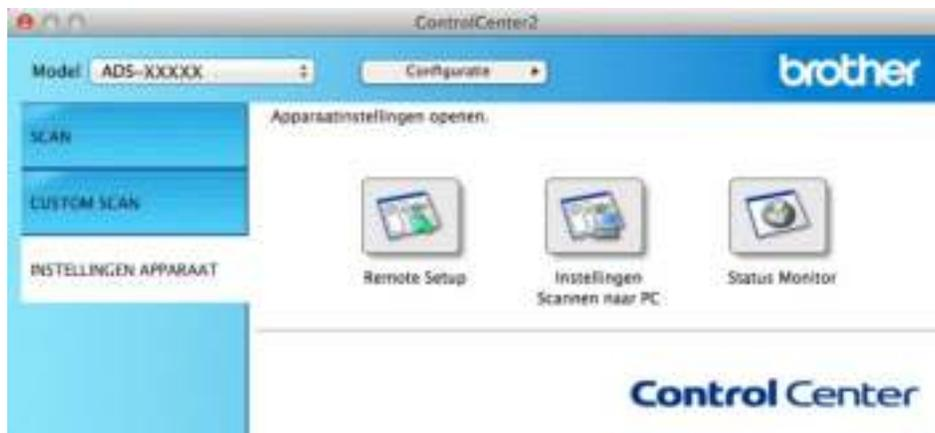 ControlCenter2
Model ADS-XXXXX Configuratie brother
SCAN
CUSTOM SCAN
INSTELLINGEN APPARAAT
Apparaatinstellingen openen.
Remote Setup
Instellingen
Scannen naar PC
Status Monitor
Control Center